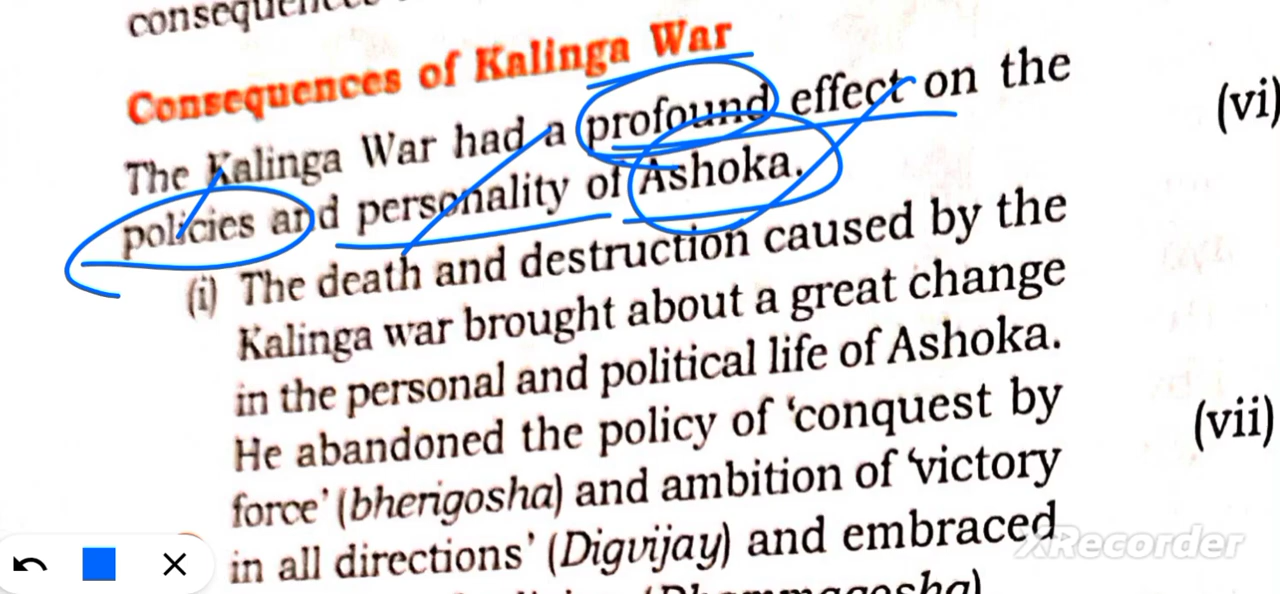 consequences
Consequences of Kalinga War
The Kalinga War had a profound effect on the
policies and personality of Ashoka.
(i) The death and destruction caused by the
Kalinga war brought about a great change
in the personal and political life of Ashoka.
He abandoned the policy of ‘conquest by
force’ (bherigosha) and ambition of ‘victory
in all directions’ (Digvijay) and embraced
(vi)
(vii)
XRecorder